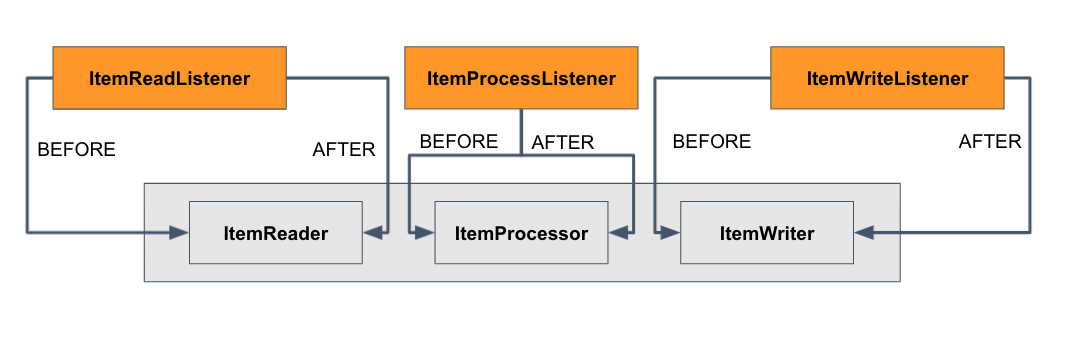 ItemReadListener
ItemProcessListener
ItemWriteListener
BEFORE
AFTER
BEFORE
AFTER
BEFORE
AFTER
ItemReader
ItemProcessor
ItemWriter